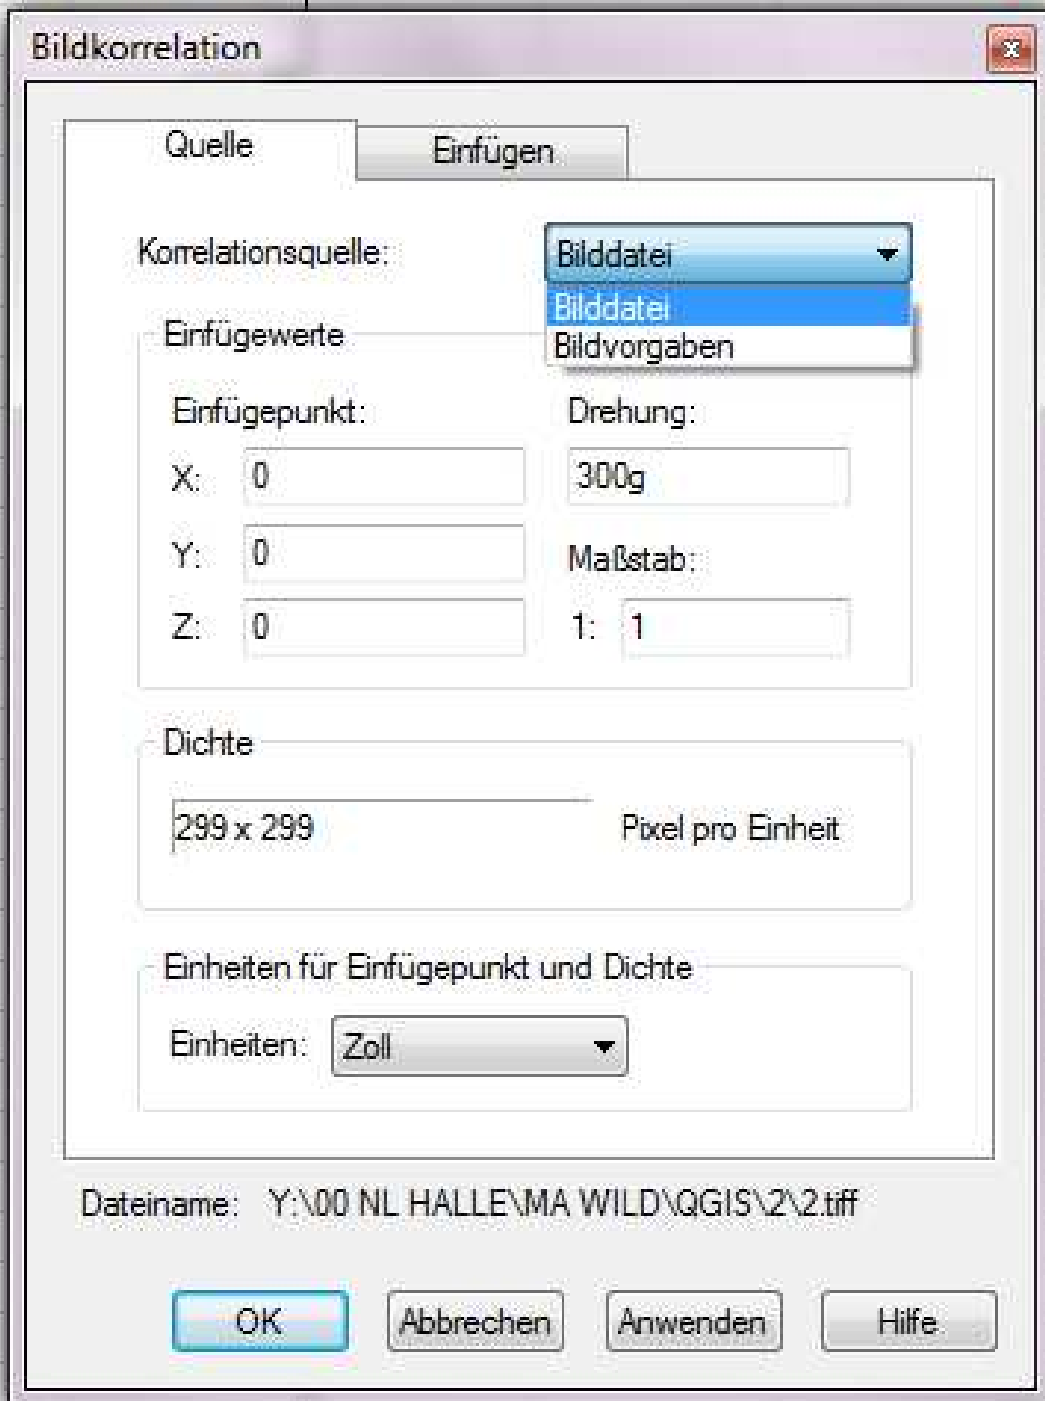 Bildkorrelation
Quelle
Einfügen
Korrelationsquelle:
Bilddatei
Bilddatei
Bildvorgaben
Einfügewerte
Einfügepunkt:
Drehung:
X: 0
300g
Y: 0
Maßstab:
Z: 0
1: 1
Dichte
299 x 299 Pixel pro Einheit
Einheiten für Einfügepunkt und Dichte
Einheiten: Zoll
Dateiname: Y:\00 NL HALLE\MA WILD\QGIS\2\2.tiff
OK
Abbrechen
Anwenden
Hilfe